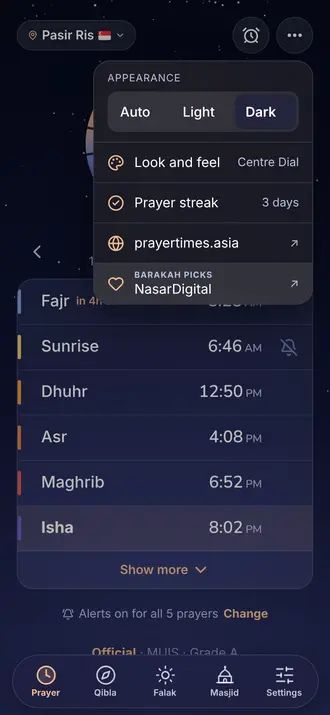 Pasir Ris 🇸🇬
APPEARANCE
Auto Light Dark
Look and feel Centre Dial
Prayer streak 3 days
prayertimes.asia
BARAKAH PICKS
NasarDigital
Fajr in 4h
Sunrise 6:46 AM
Dhuhr 12:50 PM
Asr 4:08 PM
Maghrib 6:52 PM
Isha 8:02 PM
Show more
Alerts on for all 5 prayers Change
Official · MUIS · Grade A
Prayer Qibla Falak Masjid Settings